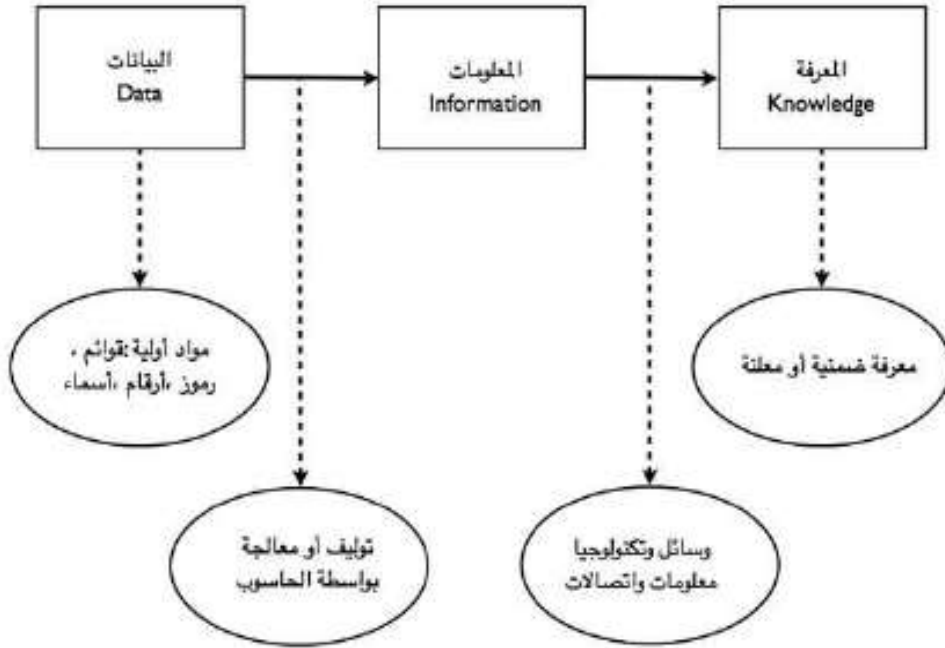 البيانات
Data
المعلومات
Information
المعرفة
Knowledge
مواد أولية :قوائم ،
رموز ،أرقام ،أسماء
معرفة ضمنية أو معلنة
توليف أو معالجة
بواسطة الحاسوب
وسائل وتكنولوجيا
معلومات واتصالات